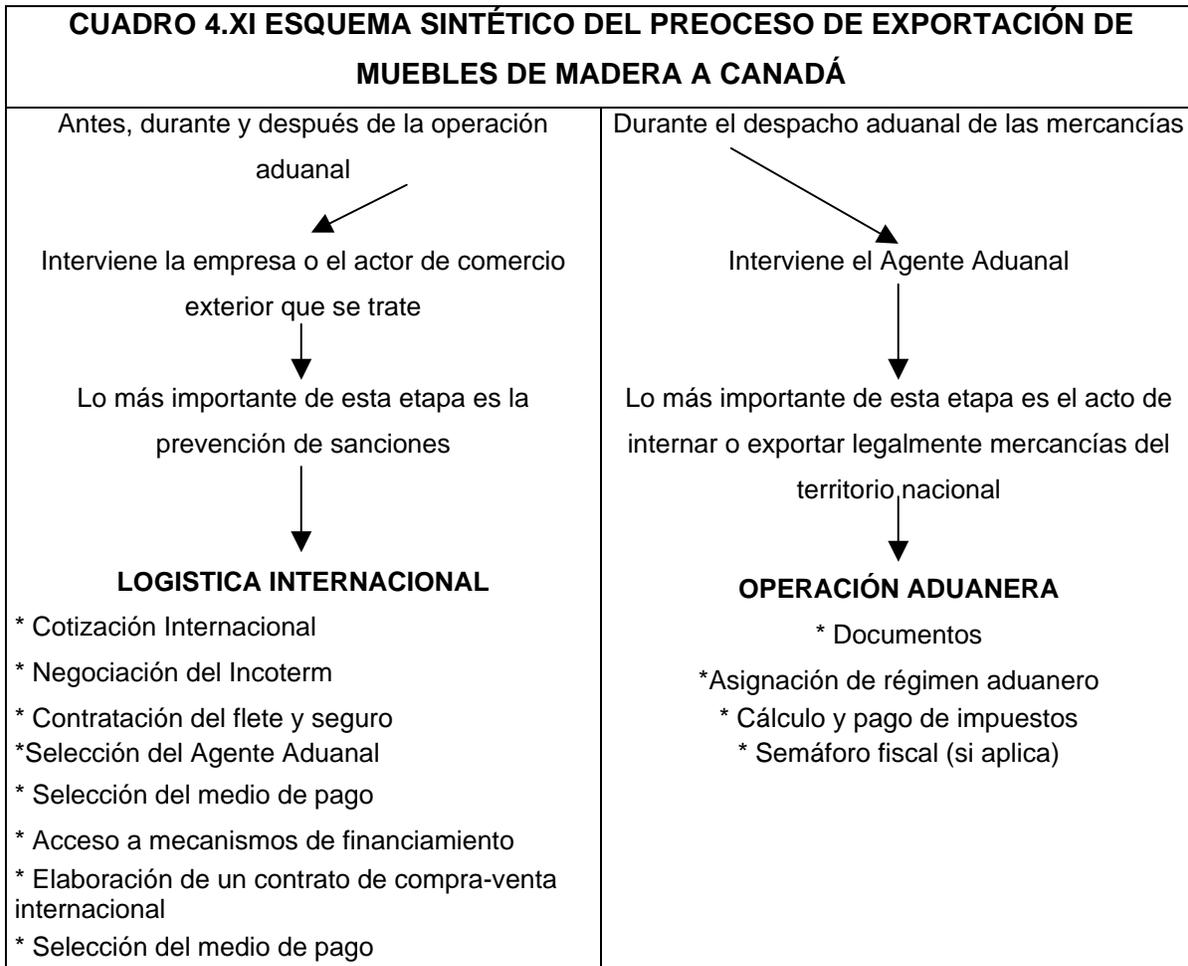 CUADRO 4.XI ESQUEMA SINTÉTICO DEL PREOCESO DE EXPORTACIÓN DE
MUEBLES DE MADERA A CANADÁ
Antes, durante y después de la operación
aduanal
Interviene la empresa o el actor de comercio
exterior que se trate
Lo más importante de esta etapa es la
prevención de sanciones
LOGISTICA INTERNACIONAL
* Cotización Internacional
* Negociación del Incoterm
* Contratación del flete y seguro
*Selección del Agente Aduanal
* Selección del medio de pago
* Acceso a mecanismos de financiamiento
* Elaboración de un contrato de compra-venta
internacional
* Selección del medio de pago
Durante el despacho aduanal de las mercancías
Interviene el Agente Aduanal
Lo más importante de esta etapa es el acto de
internar o exportar legalmente mercancías del
territorio nacional
OPERACIÓN ADUANERA
* Documentos
*Asignación de régimen aduanero
* Cálculo y pago de impuestos
* Semáforo fiscal (si aplica)